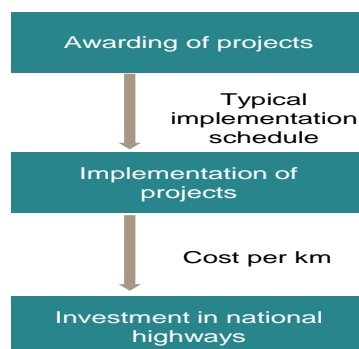 Awarding of projects
Typical
implementation
schedule
Implementation of
projects
Cost per km
Investment in national
highways